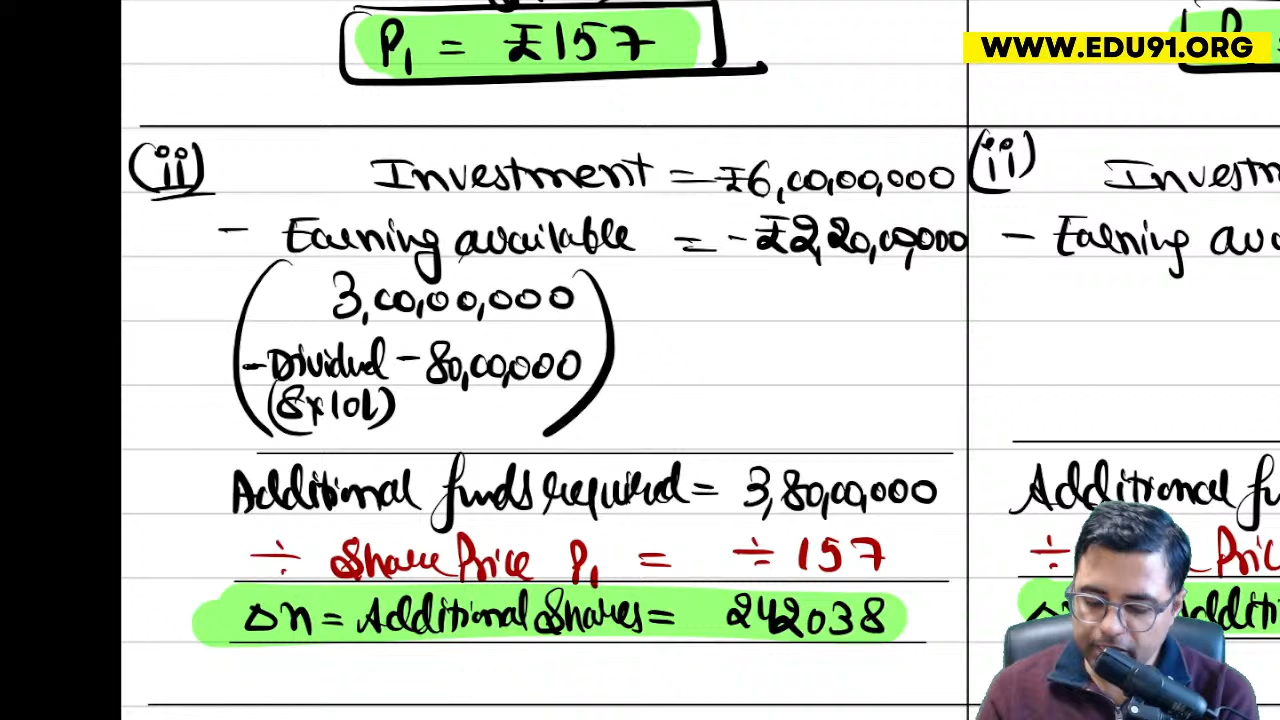 P₁ = ₹157
WWW.EDU91.ORG
(ii) Investment = ₹6,00,00,000
- Earning available = - ₹2,20,00,000
3,00,00,000
- Dividend - 80,00,000
(8x10L)
Additional funds required = 3,80,00,000
÷ Share Price P₁ = ÷ 157
Δn = Additional Shares = 242038
(ii) Investm
- Earning ava
Additional fu
÷ Price